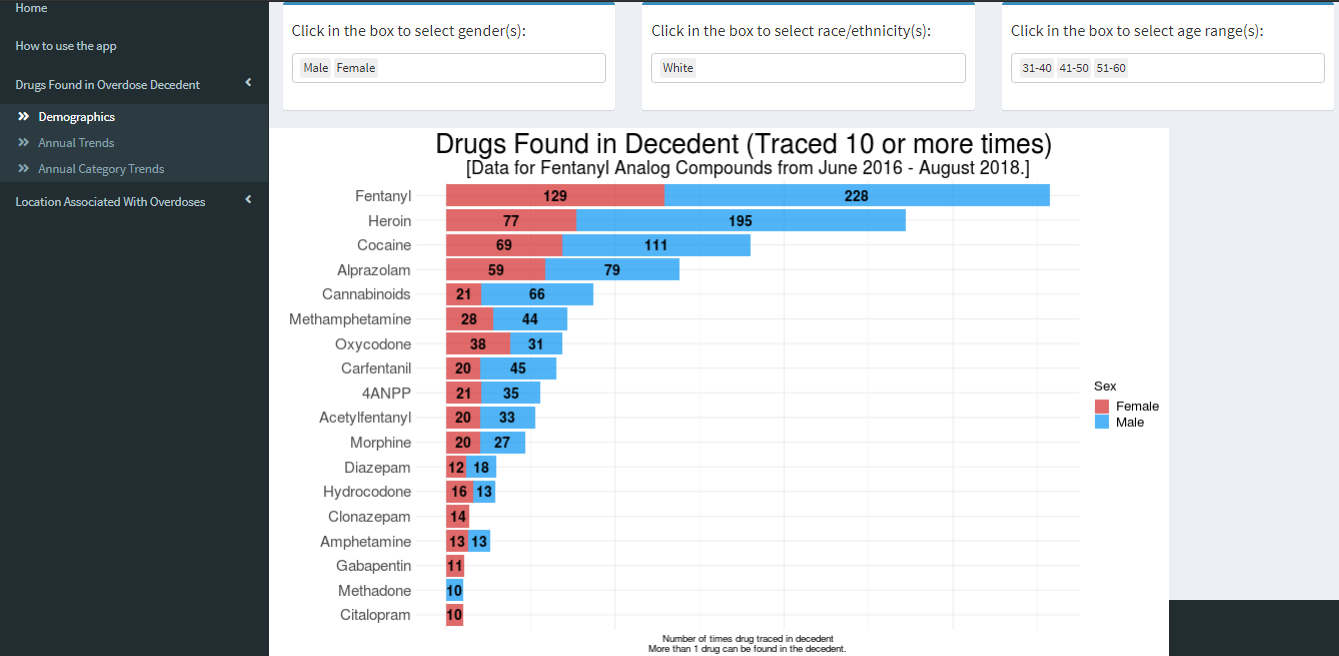 Home
How to use the app
Drugs Found in Overdose Decedent
Demographics
Annual Trends
Annual Category Trends
Location Associated With Overdoses
Click in the box to select gender(s):
Male Female
Click in the box to select race/ethnicity(s):
White
Click in the box to select age range(s):
31-40 41-50 51-60
Drugs Found in Decedent (Traced 10 or more times)
[Data for Fentanyl Analog Compounds from June 2016 - August 2018.]
Fentanyl 129 228
Heroin 77 195
Cocaine 69 111
Alprazolam 59 79
Cannabinoids 21 66
Methamphetamine 28 44
Oxycodone 38 31
Carfentanil 20 45
4ANPP 21 35
Acetylfentanyl 20 33
Morphine 20 27
Diazepam 12 18
Hydrocodone 16 13
Clonazepam 14
Amphetamine 13 13
Gabapentin 11
Methadone 10
Citalopram 10
Sex
Female
Male
Number of times drug traced in decedent
More than 1 drug can be found in the decedent.